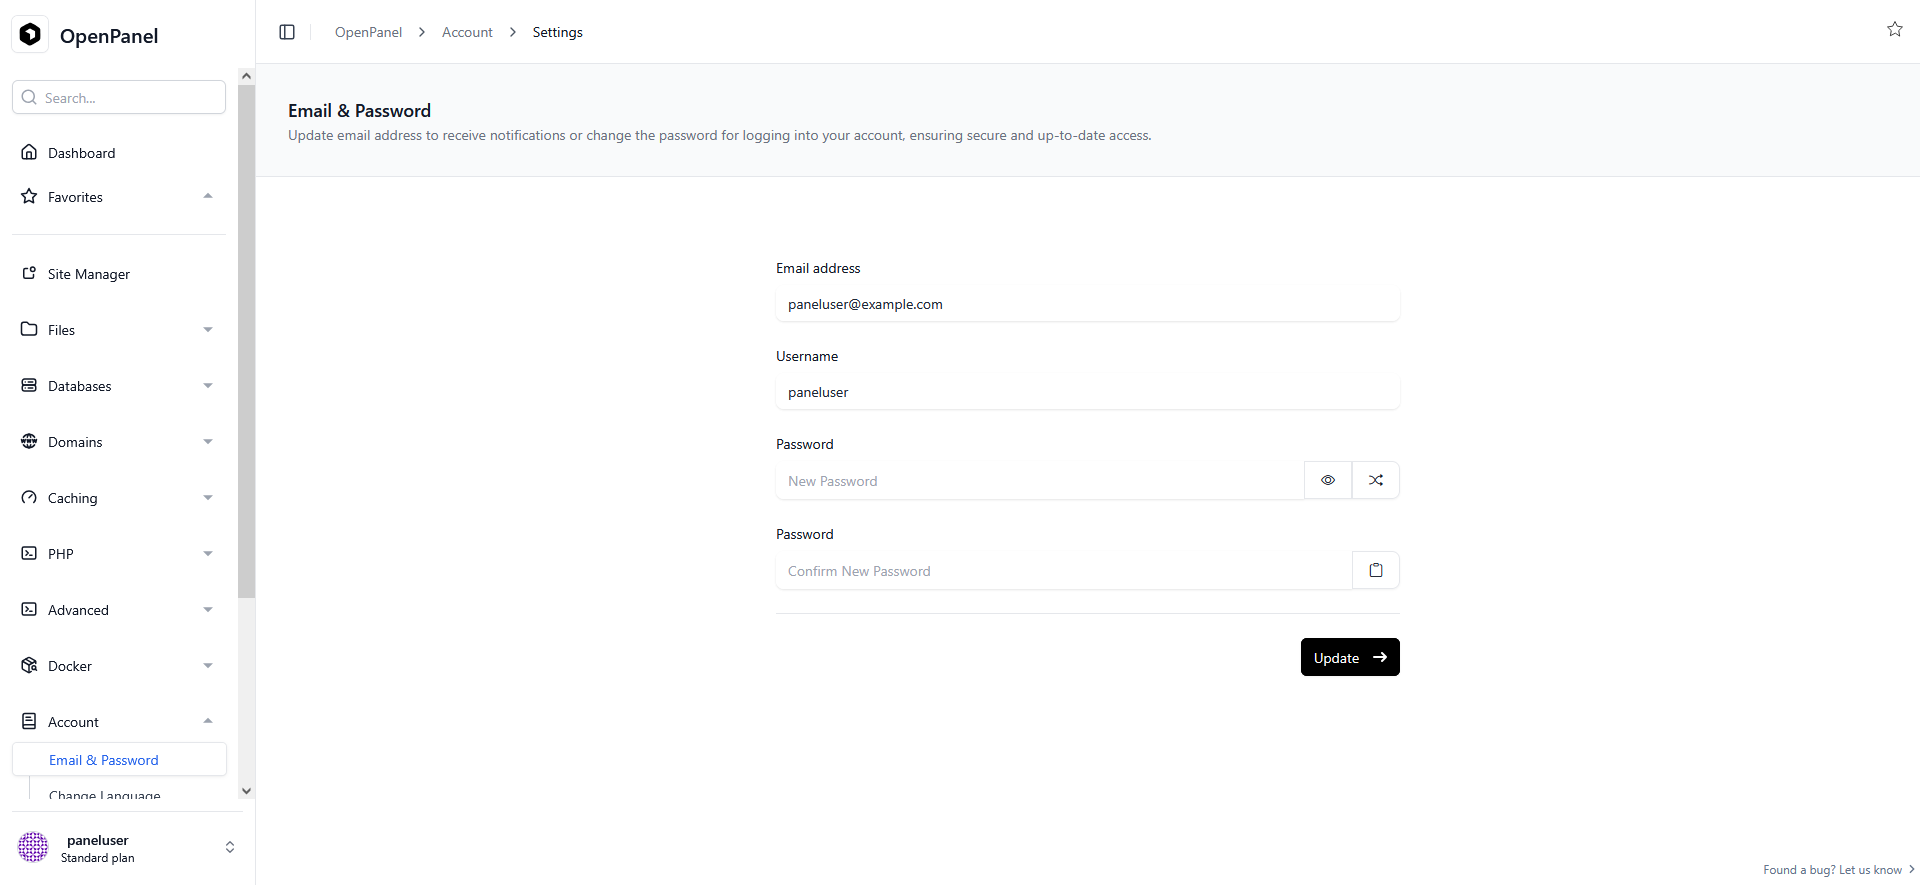 OpenPanel
Search...
Dashboard
Favorites
Site Manager
Files
Databases
Domains
Caching
PHP
Advanced
Docker
Account
Email & Password
Change Language
paneluser
Standard plan
OpenPanel > Account > Settings
Email & Password
Update email address to receive notifications or change the password for logging into your account, ensuring secure and up-to-date access.
Email address
paneluser@example.com
Username
paneluser
Password
New Password
Password
Confirm New Password
Update
Found a bug? Let us know